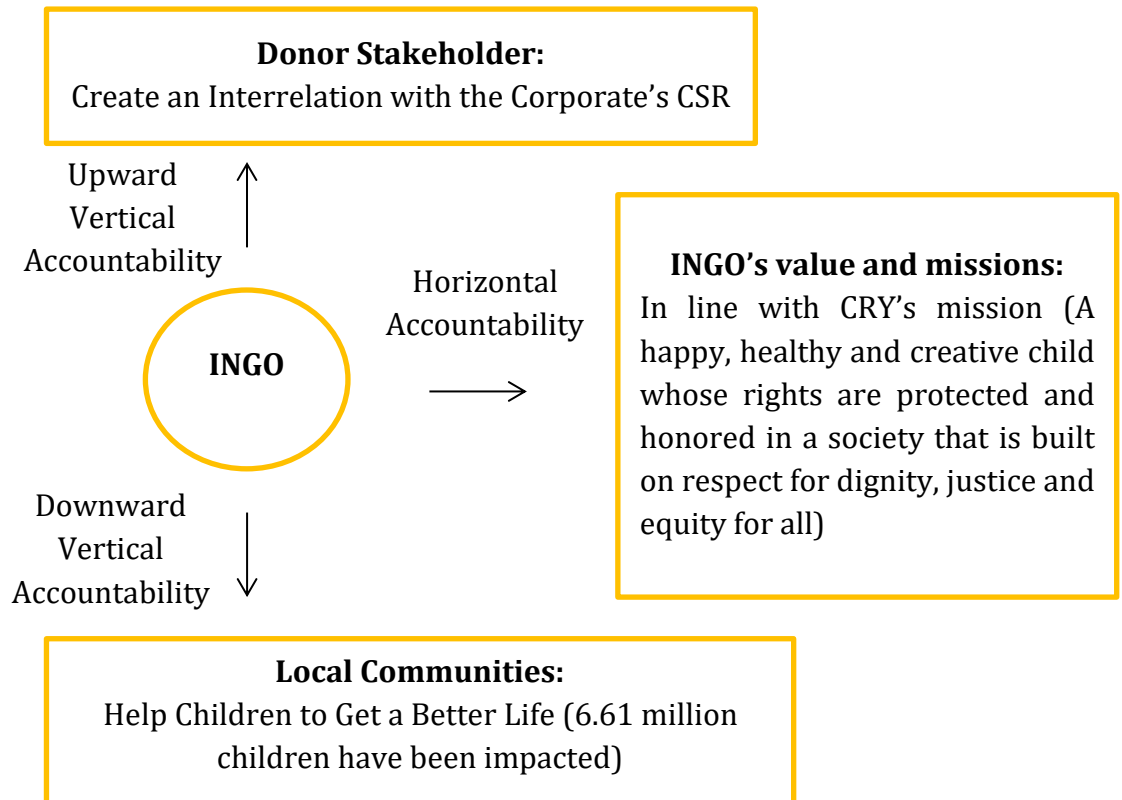 Donor Stakeholder:
Create an Interrelation with the Corporate's CSR
Upward
Vertical
Accountability
Horizontal
Accountability
INGO
INGO’s value and missions:
In line with CRY’s mission (A
happy, healthy and creative child
whose rights are protected and
honored in a society that is built
on respect for dignity, justice and
equity for all)
Downward
Vertical
Accountability
Local Communities:
Help Children to Get a Better Life (6.61 million
children have been impacted)